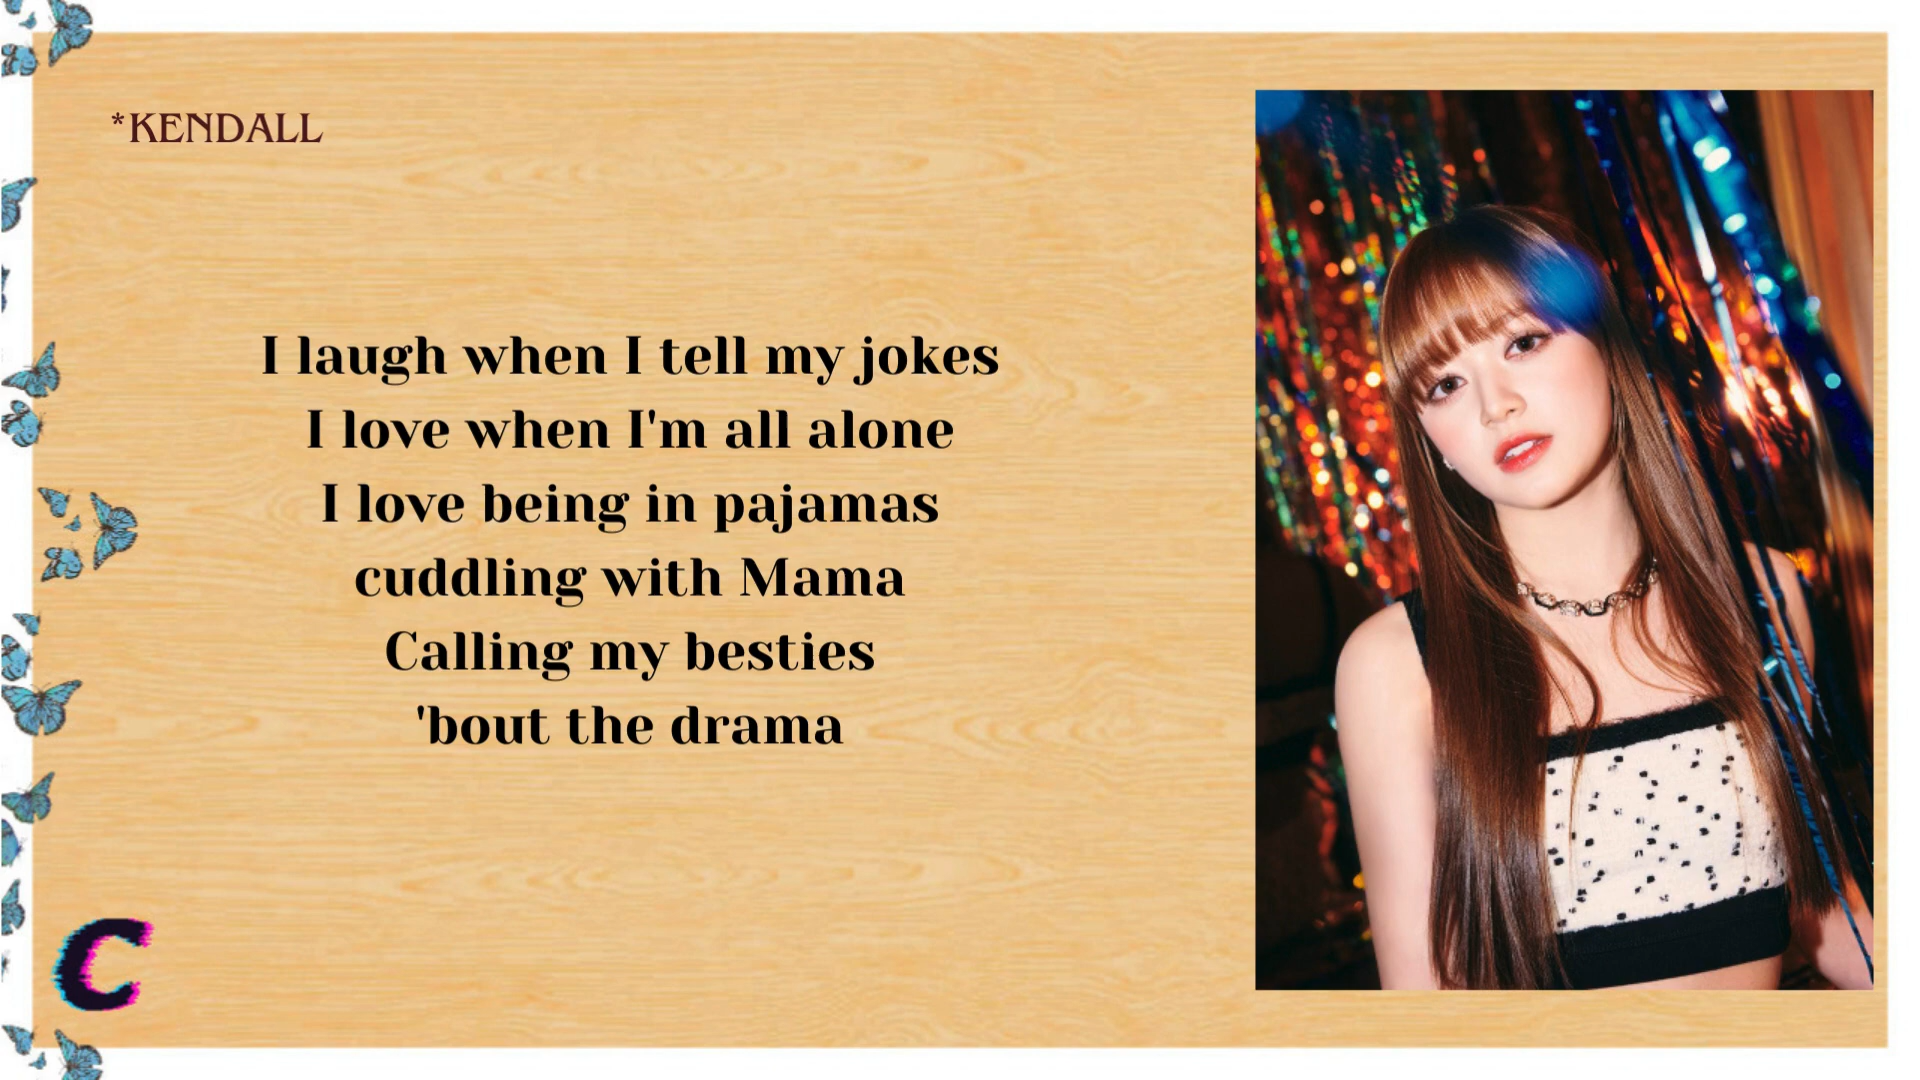 *KENDALL
I laugh when I tell my jokes
I love when I'm all alone
I love being in pajamas
cuddling with Mama
Calling my besties
'bout the drama
C